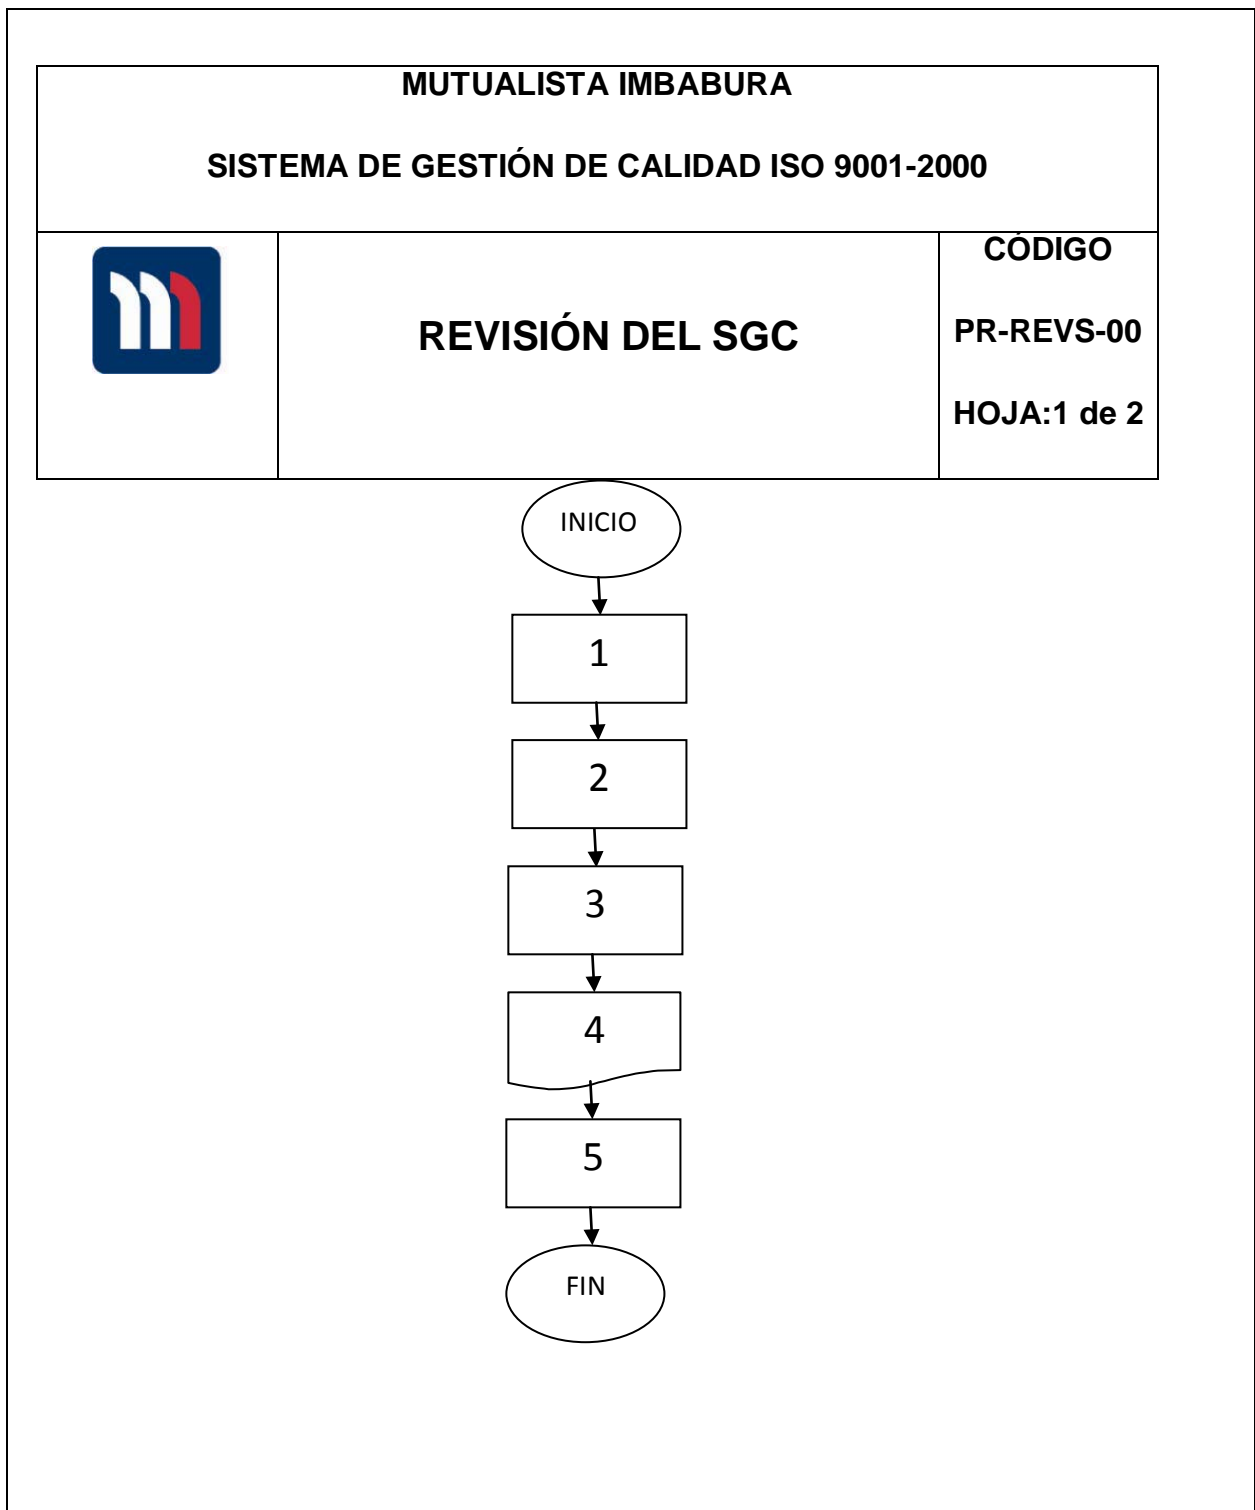 MUTUALISTA IMBABURA
SISTEMA DE GESTIÓN DE CALIDAD ISO 9001-2000
REVISIÓN DEL SGC
CÓDIGO
PR-REVS-00
HOJA:1 de 2
INICIO
1
2
3
4
5
FIN